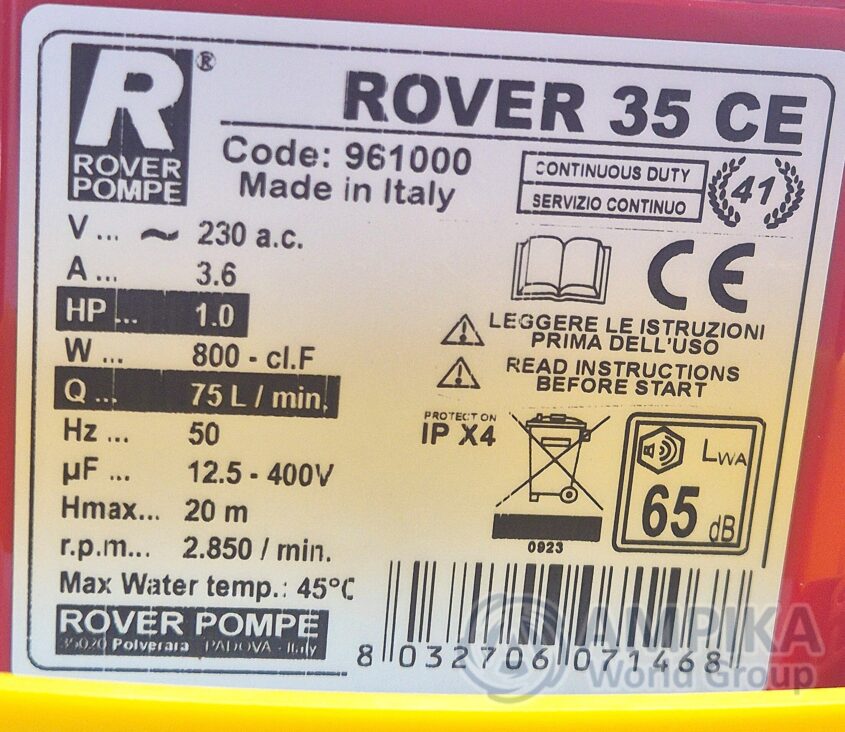 R®
ROVER
POMPE
ROVER 35 CE
Code: 961000
Made in Italy
CONTINUOUS DUTY
SERVIZIO CONTINUO
41
V ... ~ 230 a.c.
A ... 3.6
HP ... 1.0
W ... 800 - cl.F
Q ... 75 L / min.
Hz ... 50
µF ... 12.5 - 400V
Hmax... 20 m
r.p.m... 2.850 / min.
Max Water temp.: 45°C
ROVER POMPE
35020 Polverara PADOVA - Italy
CE
LEGGERE LE ISTRUZIONI
PRIMA DELL'USO
READ INSTRUCTIONS
BEFORE START
PROTECTION
IP X4
0923
LWA
65 dB
8 032706 071468
AMPIKA
World Group